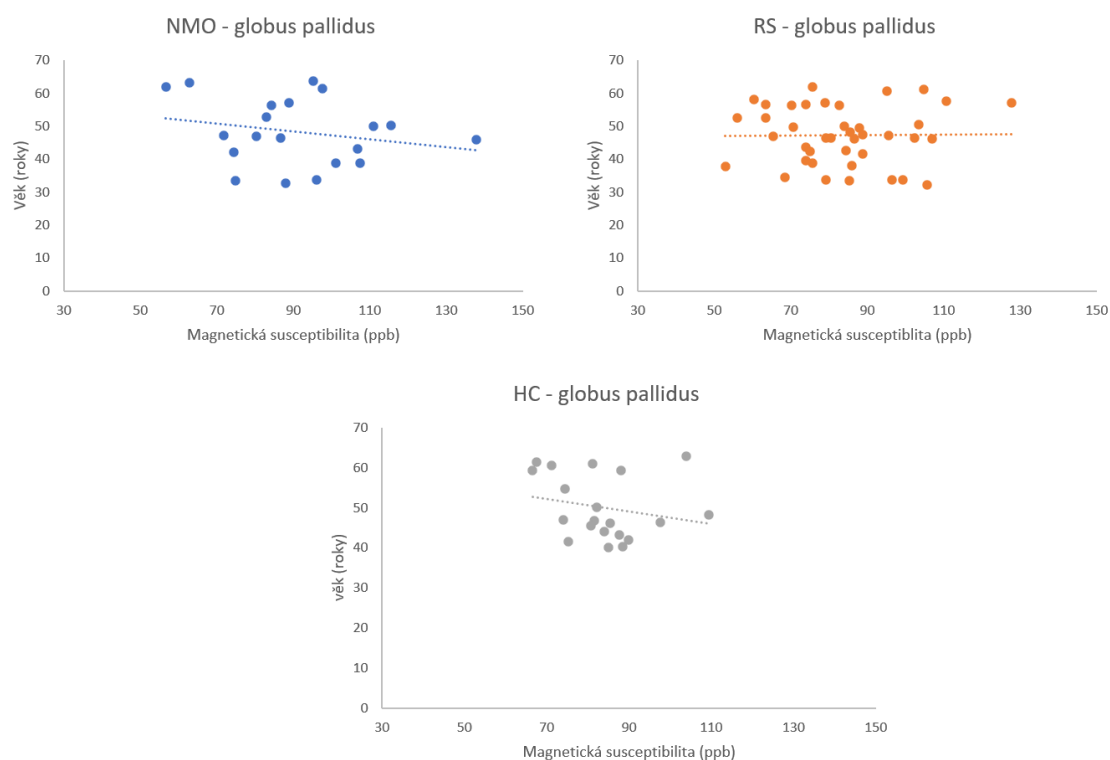 NMO - globus pallidus
70
60
50
40
30
20
10
0
Věk (roky)
30 50 70 90 110 130 150
Magnetická susceptibilita (ppb)
RS - globus pallidus
70
60
50
40
30
20
10
0
Věk (roky)
30 50 70 90 110 130 150
Magnetická susceptiblita (ppb)
HC - globus pallidus
70
60
50
40
30
20
10
0
věk (roky)
30 50 70 90 110 130 150
Magnetická susceptibilita (ppb)